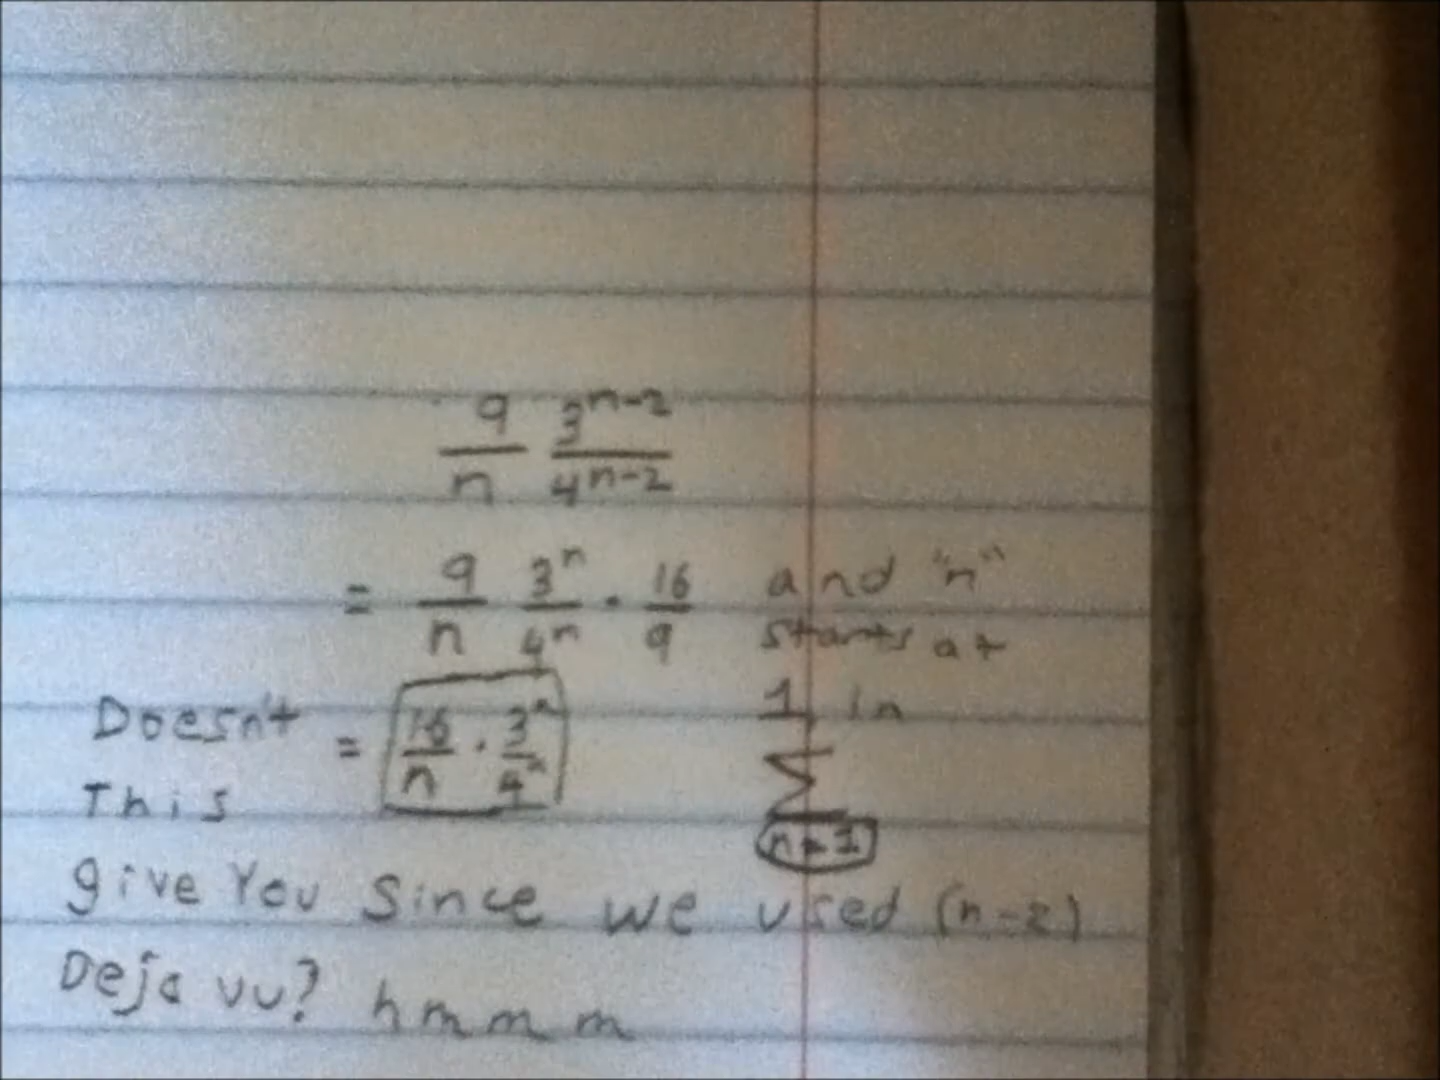 9/n 3^(n-2)/4^(n-2)
= 9/n 3^n/4^n · 16/9 and "n"
starts at
Doesn't = 16/n · 3^n/4^n 1 in
This Σ n=1
give You Since we used (n-2)
Deja vu? hmmm